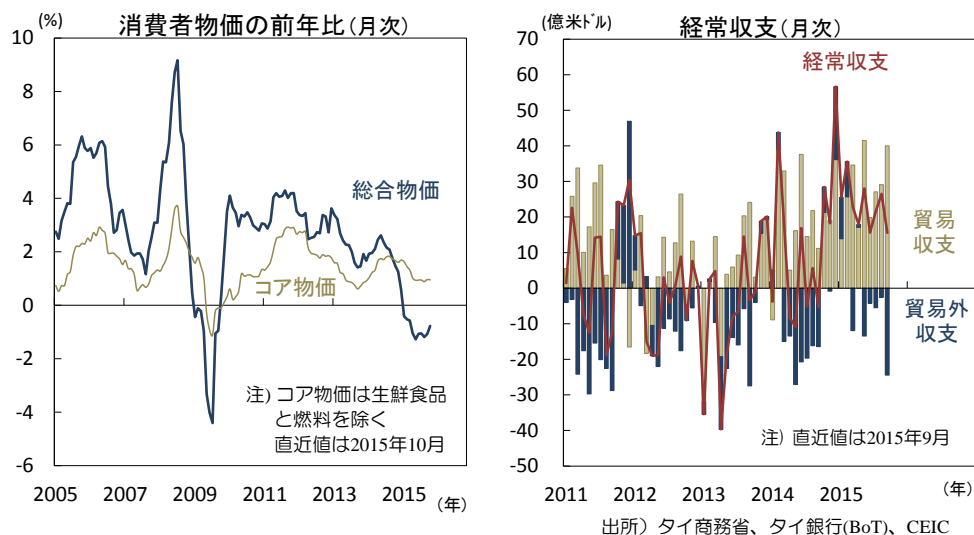 消費者物価の前年比(月次)
(%)
10
8
6
4
2
0
-2
-4
-6
総合物価
コア物価
注) コア物価は生鮮食品
と燃料を除く
直近値は2015年10月
2005
2007
2009
2011
2013
2015
(年)
経常収支(月次)
(億米ドル)
70
60
50
40
30
20
10
0
-10
-20
-30
-40
-50
経常収支
貿易
収支
貿易外
収支
注) 直近値は2015年9月
2011
2012
2013
2014
2015
(年)
出所）タイ商務省、タイ銀行(BoT)、CEIC